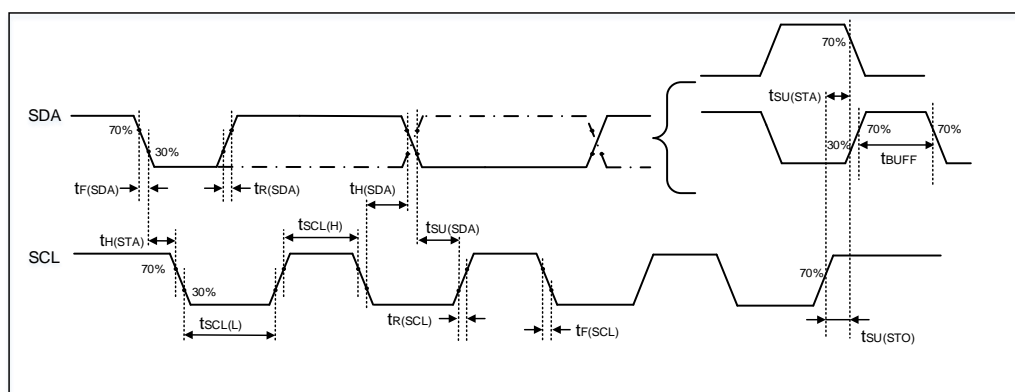 70%
tSU(STA)
SDA
70%
30%
30%
70%
70%
tBUFF
tF(SDA)
tR(SDA)
tH(SDA)
tH(STA)
tSCL(H)
tSU(SDA)
SCL
70%
30%
70%
tSCL(L)
tR(SCL)
tF(SCL)
tSU(STO)